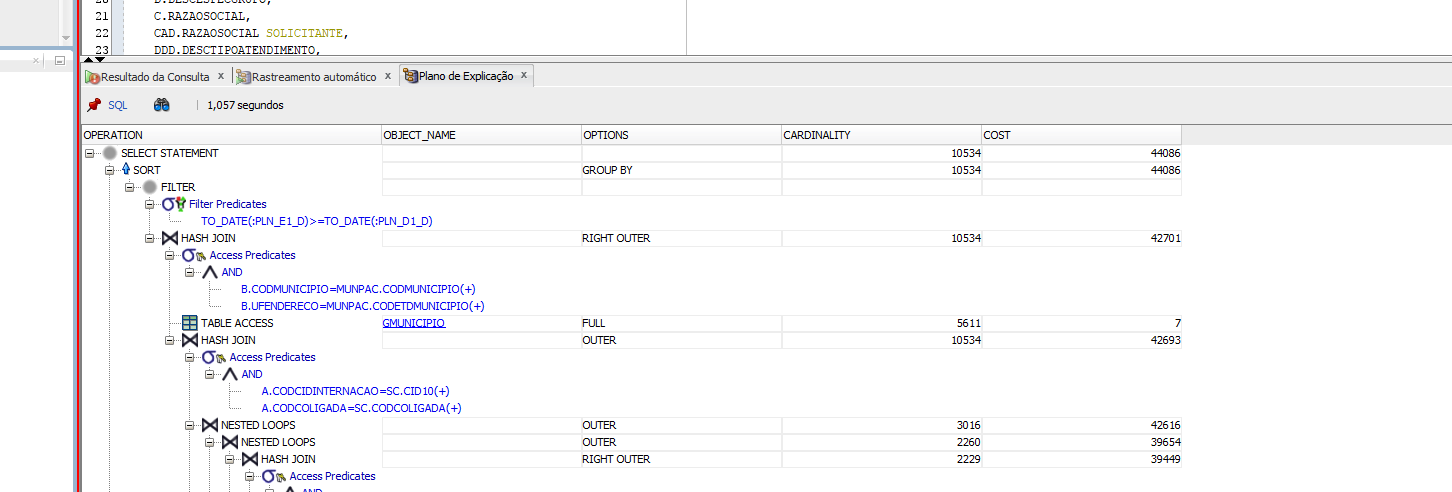 20 D.DESCESPECGRUPO,
21 C.RAZAOSOCIAL,
22 CAD.RAZAOSOCIAL SOLICITANTE,
23 DDD.DESCTIPOATENDIMENTO,
Resultado da Consulta x Rastreamento automático x Plano de Explicação x
SQL | 1,057 segundos
OPERATION OBJECT_NAME OPTIONS CARDINALITY COST
SELECT STATEMENT 10534 44086
SORT GROUP BY 10534 44086
FILTER
Filter Predicates
TO_DATE(:PLN_E1_D)>=TO_DATE(:PLN_D1_D)
HASH JOIN RIGHT OUTER 10534 42701
Access Predicates
AND
B.CODMUNICIPIO=MUNPAC.CODMUNICIPIO(+)
B.UFENDERECO=MUNPAC.CODETDMUNICIPIO(+)
TABLE ACCESS GMUNICIPIO FULL 5611 7
HASH JOIN OUTER 10534 42693
Access Predicates
AND
A.CODCIDINTERNACAO=SC.CID10(+)
A.CODCOLIGADA=SC.CODCOLIGADA(+)
NESTED LOOPS OUTER 3016 42616
NESTED LOOPS OUTER 2260 39654
HASH JOIN RIGHT OUTER 2229 39449
Access Predicates
AND